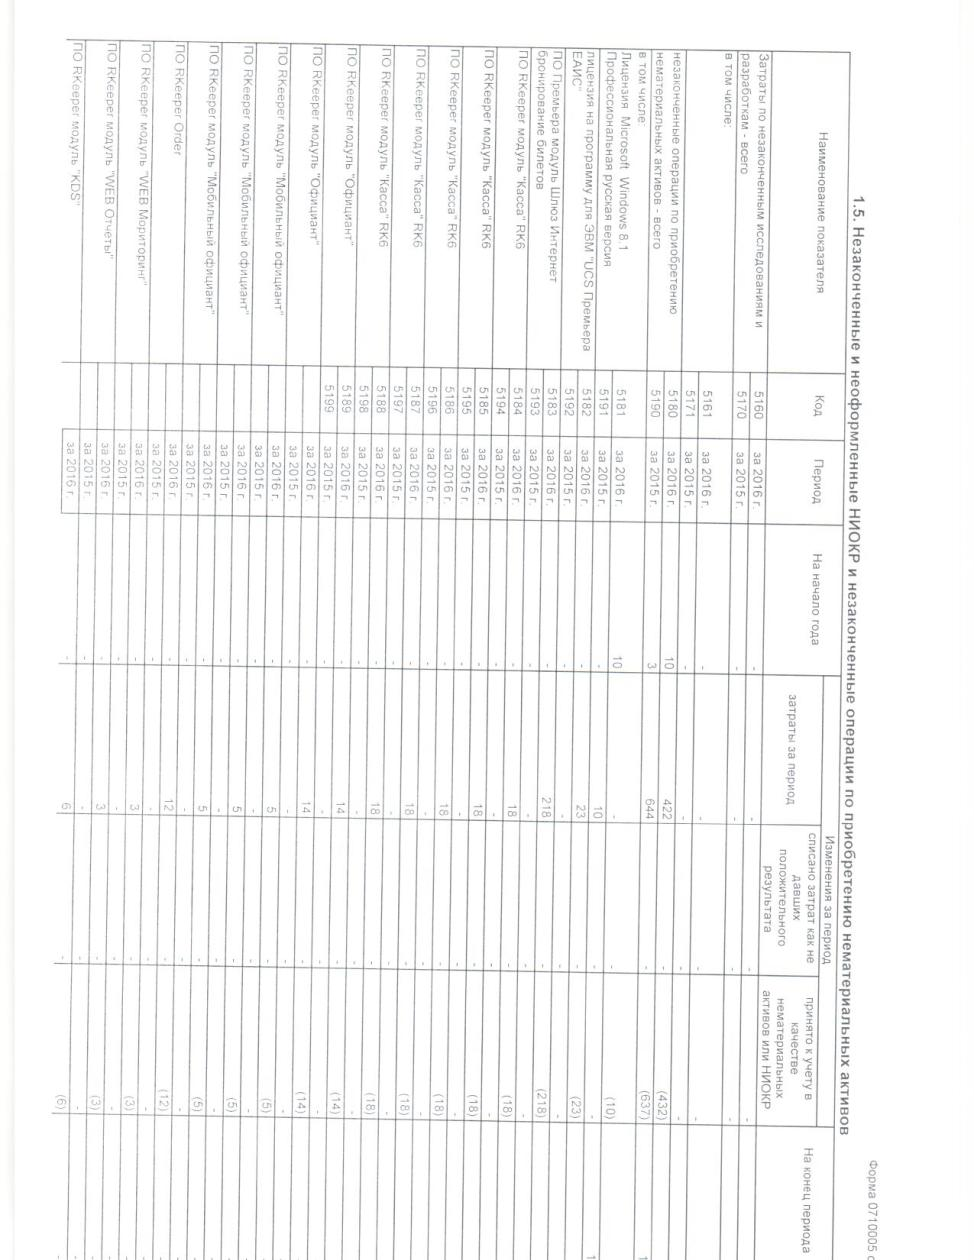 Форма 0710005 с
1.5. Незаконченные и неоформленные НИОКР и незаконченные операции по приобретению нематериальных активов
Наименование показателя Код Период На начало года Изменения за период На конец периода
затраты за период списано затрат как не давших положительного результата принято к учету в качестве нематериальных активов или НИОКР
Затраты по незаконченным исследованиям и 5160 за 2016 г. - - - -
разработкам - всего 5170 за 2015 г. - - - -
в том числе:
5161 за 2016 г. - - - -
5171 за 2015 г. - - - -
незаконченные операции по приобретению 5180 за 2016 г. 10 422 - (432)
нематериальных активов - всего 5190 за 2015 г. 3 644 - (637) 1
в том числе:
Лицензия Microsoft Windows 8.1 5181 за 2016 г. 10 - - (10)
Профессиональная русская версия 5191 за 2015 г. - 10 - - 1
лицензия на программу для ЭВМ "UCS Премьера 5182 за 2016 г. - 23 - (23)
ЕАИС" 5192 за 2015 г. - - - -
ПО Премьера модуль Шлюз Интернет 5183 за 2016 г. - 218 - (218)
бронирование билетов 5193 за 2015 г. - - - -
ПО RKeeper модуль "Касса" RK6 5184 за 2016 г. - 18 - (18)
5194 за 2015 г. - - - -
ПО RKeeper модуль "Касса" RK6 5185 за 2016 г. - 18 - (18)
5195 за 2015 г. - - - -
ПО RKeeper модуль "Касса" RK6 5186 за 2016 г. - 18 - (18)
5196 за 2015 г. - - - -
ПО RKeeper модуль "Касса" RK6 5187 за 2016 г. - 18 - (18)
5197 за 2015 г. - - - -
ПО RKeeper модуль "Касса" RK6 5188 за 2016 г. - 18 - (18)
5198 за 2015 г. - - - -
ПО RKeeper модуль "Официант" 5189 за 2016 г. - 14 - (14)
5199 за 2015 г. - - - -
ПО RKeeper модуль "Официант" за 2016 г. - 14 - (14)
за 2015 г. - - - -
ПО RKeeper модуль "Мобильный официант" за 2016 г. - 5 - (5)
за 2015 г. - - - -
ПО RKeeper модуль "Мобильный официант" за 2016 г. - 5 - (5)
за 2015 г. - - - -
ПО RKeeper модуль "Мобильный официант" за 2016 г. - 5 - (5)
за 2015 г. - - - -
ПО RKeeper Order за 2016 г. - 12 - (12)
за 2015 г. - - - -
ПО RKeeper модуль "WEB Мориторинг" за 2016 г. - 3 - (3)
за 2015 г. - - - -
ПО RKeeper модуль "WEB Отчеты" за 2016 г. - 3 - (3)
за 2015 г. - - - -
ПО RKeeper модуль "KDS" за 2016 г. - 6 - (6) -